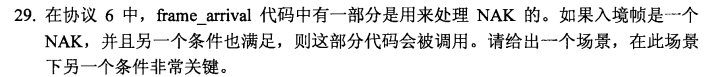 29. 在协议 6 中，frame_arrival 代码中有一部分是用来处理 NAK 的。如果入境帧是一个
NAK，并且另一个条件也满足，则这部分代码会被调用。请给出一个场景，在此场景
下另一个条件非常关键。